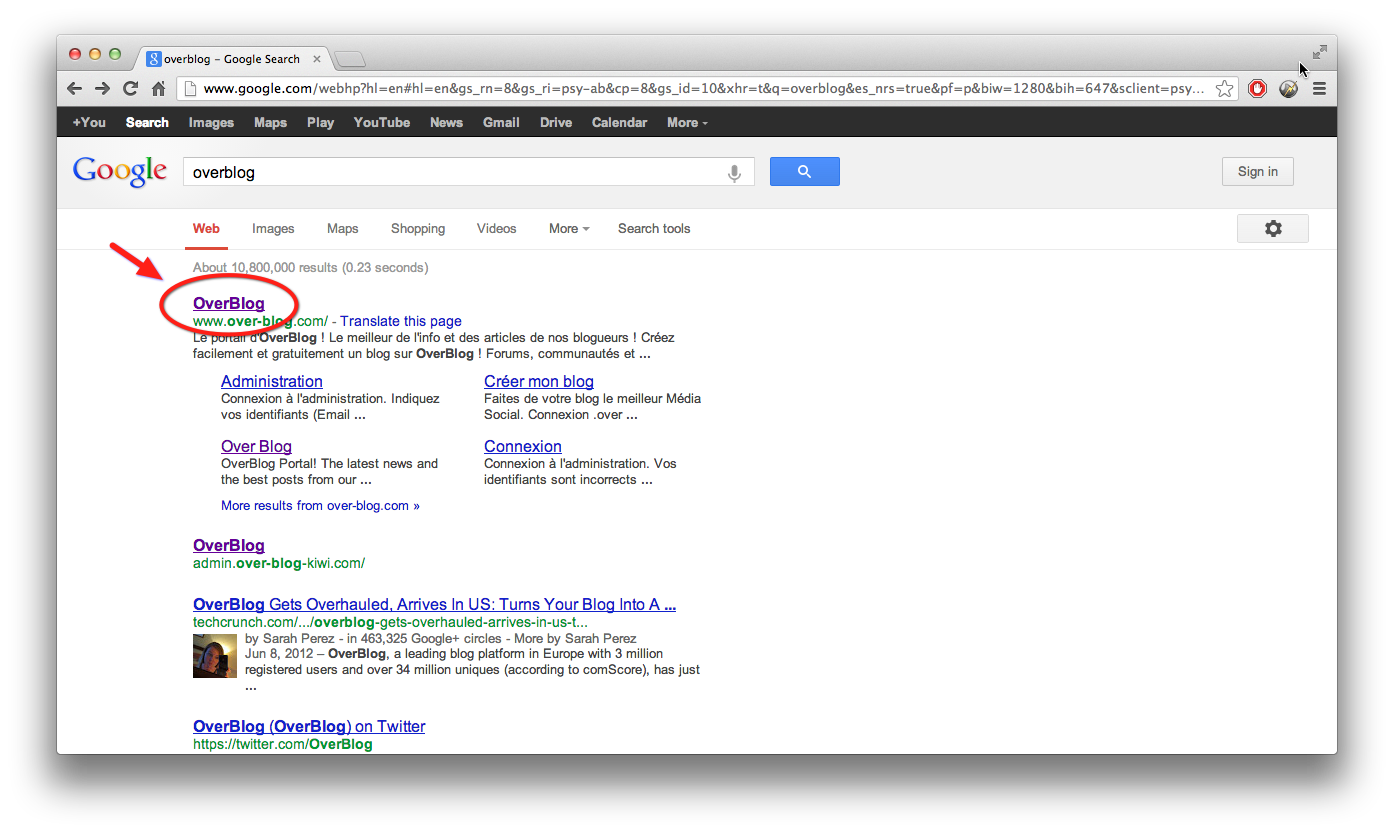 overblog – Google Search
www.google.com/webhp?hl=en#hl=en&gs_rn=8&gs_ri=psy-ab&cp=8&gs_id=10&xhr=t&q=overblog&es_nrs=true&pf=p&biw=1280&bih=647&sclient=psy...
+You Search Images Maps Play YouTube News Gmail Drive Calendar More
Google overblog Sign in
Web Images Maps Shopping Videos More Search tools
About 10,800,000 results (0.23 seconds)
OverBlog
www.over-blog.com/ - Translate this page
Le portail d'OverBlog ! Le meilleur de l'info et des articles de nos blogueurs ! Créez
facilement et gratuitement un blog sur OverBlog ! Forums, communautés et ...
Administration
Connexion à l'administration. Indiquez
vos identifiants (Email ...
Créer mon blog
Faites de votre blog le meilleur Média
Social. Connexion .over ...
Over Blog
OverBlog Portal! The latest news and
the best posts from our ...
Connexion
Connexion à l'administration. Vos
identifiants sont incorrects ...
More results from over-blog.com »
OverBlog
admin.over-blog-kiwi.com/
OverBlog Gets Overhauled, Arrives In US: Turns Your Blog Into A ...
techcrunch.com/.../overblog-gets-overhauled-arrives-in-us-t...
by Sarah Perez - in 463,325 Google+ circles - More by Sarah Perez
Jun 8, 2012 – OverBlog, a leading blog platform in Europe with 3 million
registered users and over 34 million uniques (according to comScore), has just
...
OverBlog (OverBlog) on Twitter
https://twitter.com/OverBlog